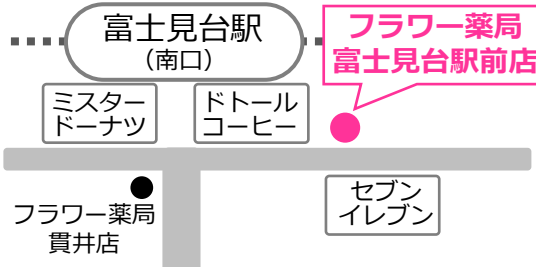 富士見台駅
（南口）
フラワー薬局
富士見台駅前店
ミスター
ドーナツ
ドトール
コーヒー
フラワー薬局
貫井店
セブン
イレブン